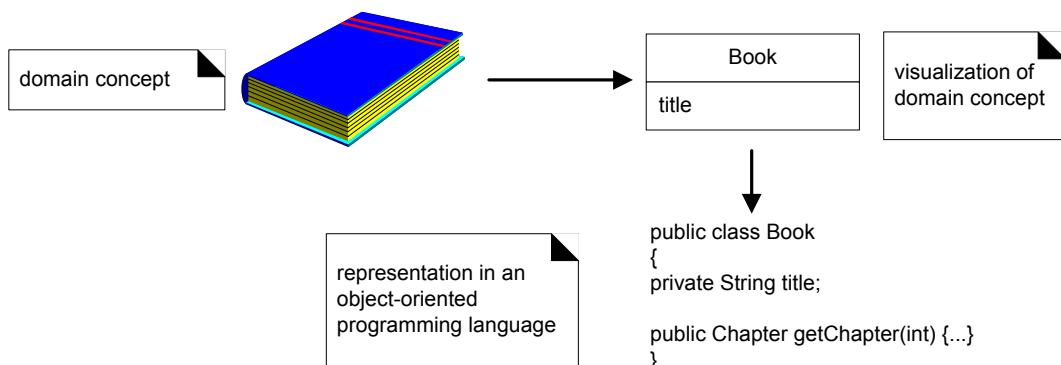 domain concept
Book
title
visualization of
domain concept
representation in an
object-oriented
programming language
public class Book
{
private String title;
public Chapter getChapter(int) {...}
}